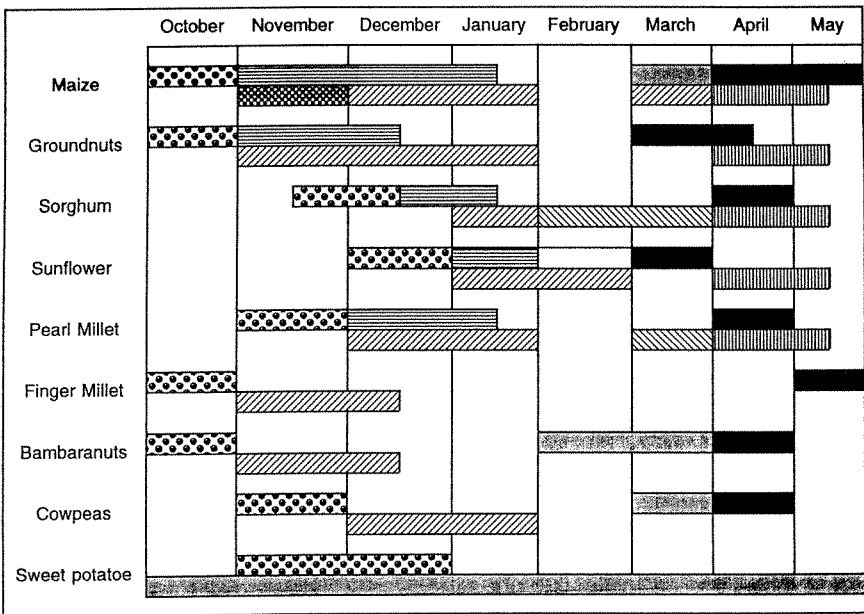 October November December January February March April May
Maize
Groundnuts
Sorghum
Sunflower
Pearl Millet
Finger Millet
Bambaranuts
Cowpeas
Sweet potatoe